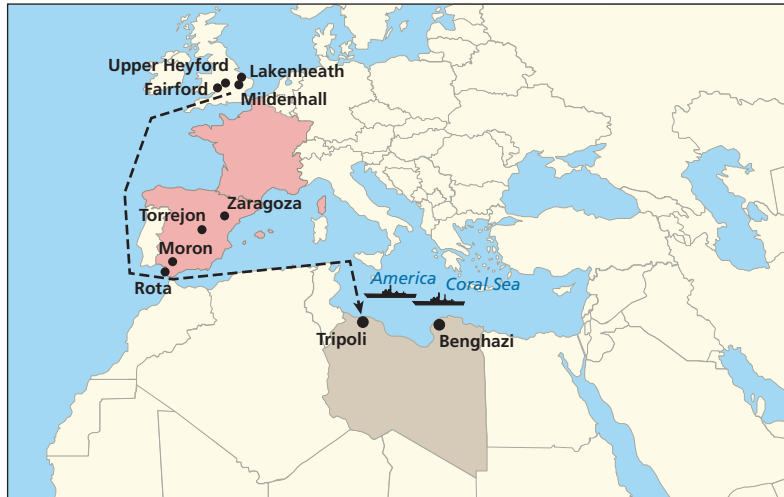 Upper Heyford
Lakenheath
Fairford
Mildenhall
Zaragoza
Torrejon
Moron
Rota
America
Coral Sea
Tripoli
Benghazi